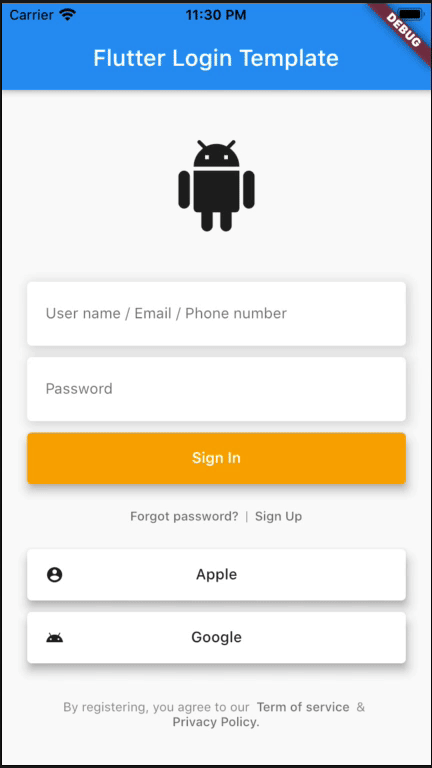 Carrier 11:30 PM
DEBUG
Flutter Login Template
User name / Email / Phone number
Password
Sign In
Forgot password? | Sign Up
Apple
Google
By registering, you agree to our Term of service &
Privacy Policy.